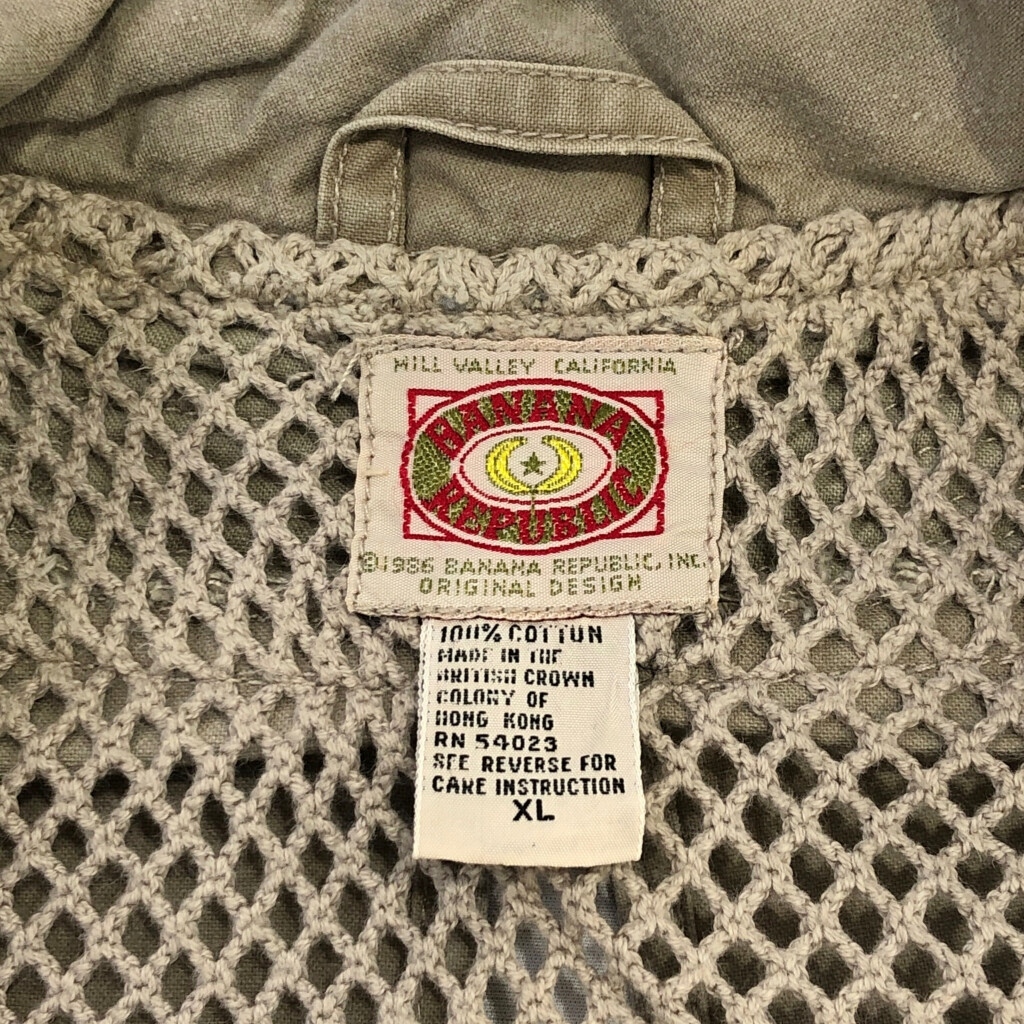 MILL VALLEY CALIFORNIA
BANANA
REPUBLIC
©1986 BANANA REPUBLIC, INC.
ORIGINAL DESIGN
100% COTTON
MADE IN THE
BRITISH CROWN
COLONY OF
HONG KONG
RN 54023
SEE REVERSE FOR
CARE INSTRUCTION
XL